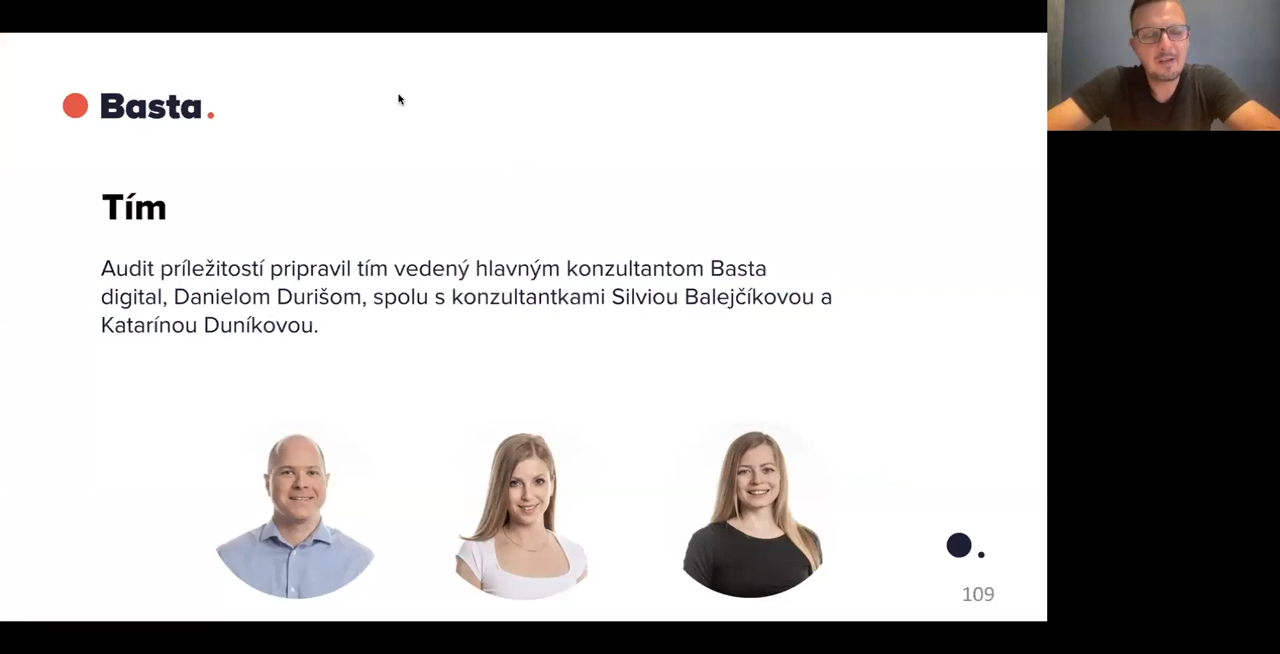 Basta.
Tím
Audit príležitostí pripravil tím vedený hlavným konzultantom Basta
digital, Danielom Durišom, spolu s konzultantkami Silviou Balejčíkovou a
Katarínou Duníkovou.
109